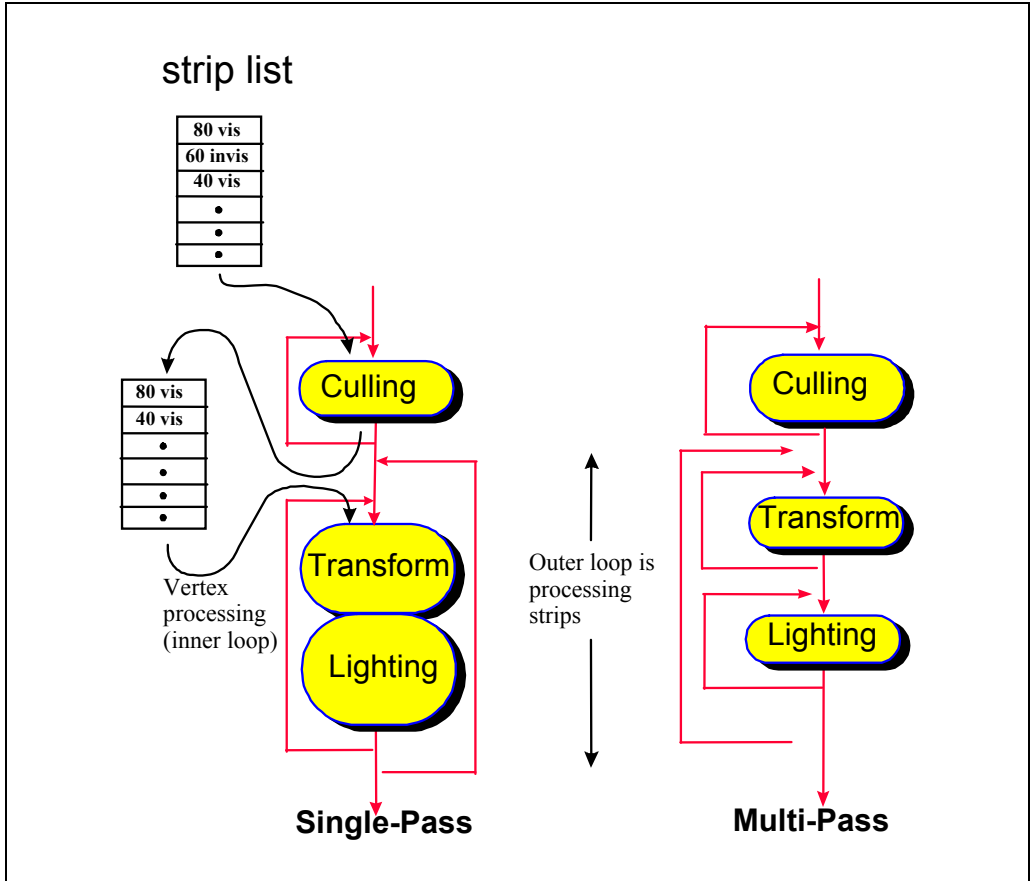 strip list
80 vis
60 invis
40 vis
80 vis
40 vis
Vertex
processing
(inner loop)
Culling
Transform
Lighting
Single-Pass
Outer loop is
processing
strips
Culling
Transform
Lighting
Multi-Pass